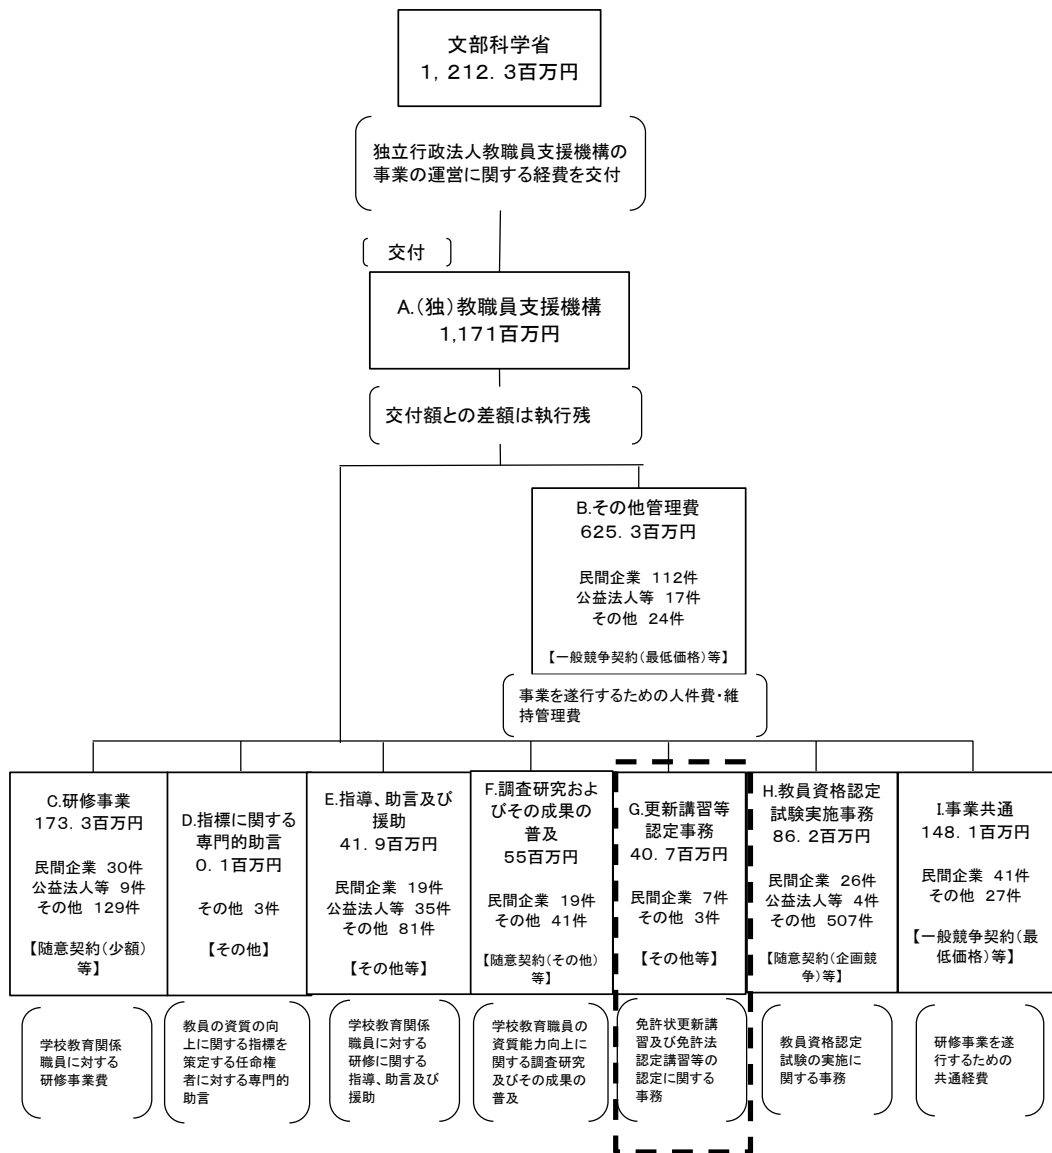 文部科学省
1,212.3百万円
独立行政法人教職員支援機構の
事業の運営に関する経費を交付
交付
A.(独)教職員支援機構
1,171百万円
交付額との差額は執行残
B.その他管理費
625.3百万円
民間企業 112件
公益法人等 17件
その他 24件
【一般競争契約(最低価格)等】
事業を遂行するための人件費・維
持管理費
C.研修事業
173.3百万円
民間企業 30件
公益法人等 9件
その他 129件
【随意契約(少額)
等】
学校教育関係
職員に対する
研修事業費
D.指標に関する
専門的助言
0.1百万円
その他 3件
【その他】
教員の資質の向
上に関する指標を
策定する任命権
者に対する専門的
助言
E.指導、助言及び
援助
41.9百万円
民間企業 19件
公益法人等 35件
その他 81件
【その他等】
学校教育関係
職員に対する
研修に関する
指導、助言及び
援助
F.調査研究およ
びその成果の
普及
55百万円
民間企業 19件
その他 41件
【随意契約(その他)
等】
学校教育職員の
資質能力向上に
関する調査研究
及びその成果の
普及
G.更新講習等
認定事務
40.7百万円
民間企業 7件
その他 3件
【その他等】
免許状更新講
習及び免許法
認定講習等の
認定に関する
事務
H.教員資格認定
試験実施事務
86.2百万円
民間企業 26件
公益法人等 4件
その他 507件
【随意契約(企画競
争)等】
教員資格認定
試験の実施に
関する事務
I.事業共通
148.1百万円
民間企業 41件
その他 27件
【一般競争契約(最
低価格)等】
研修事業を遂
行するための
共通経費